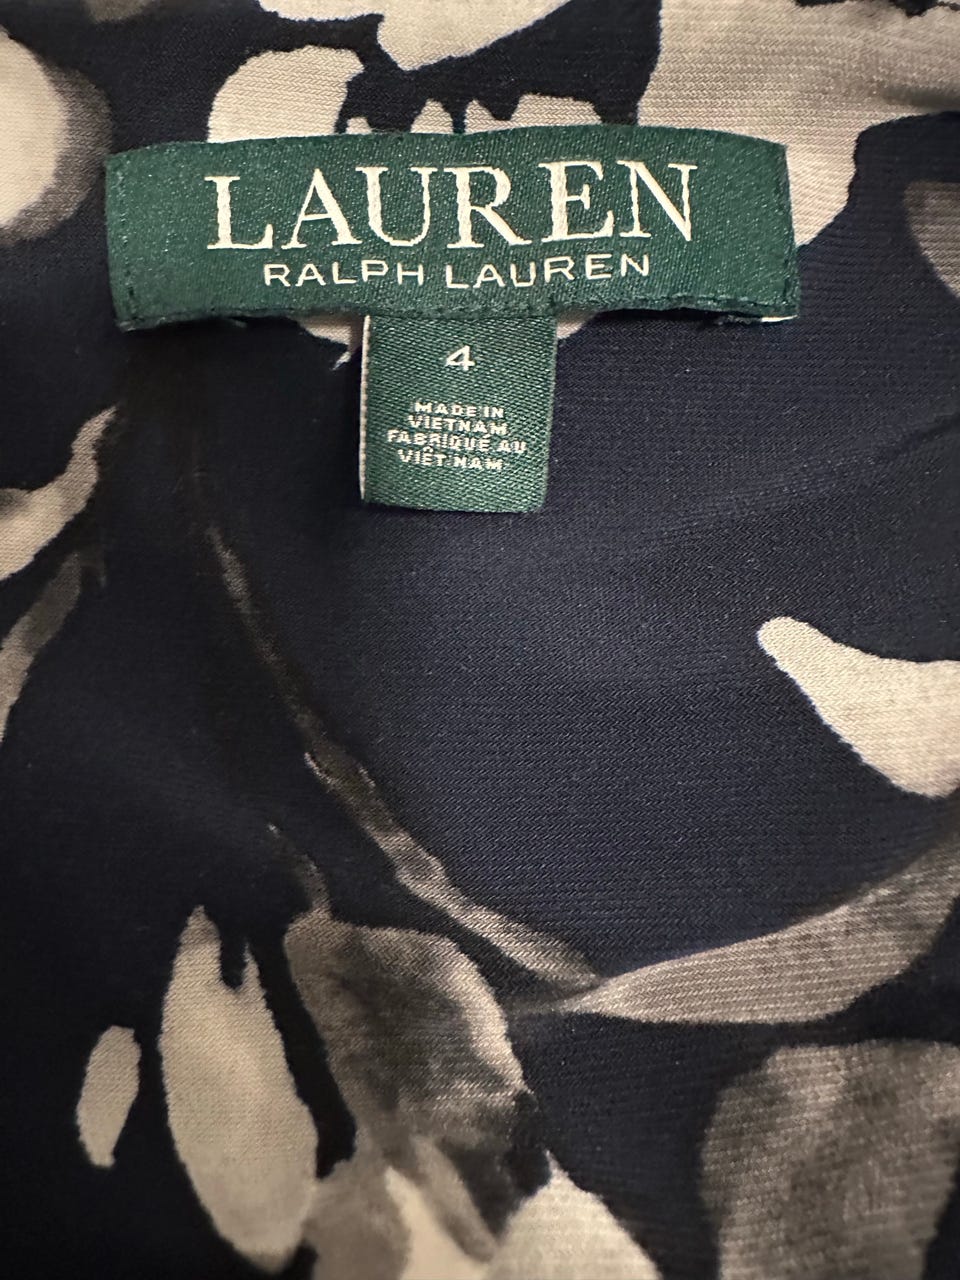 LAUREN
RALPH LAUREN
4
MADE IN
VIETNAM
FABRIQUÉ AU
VIÊT NAM